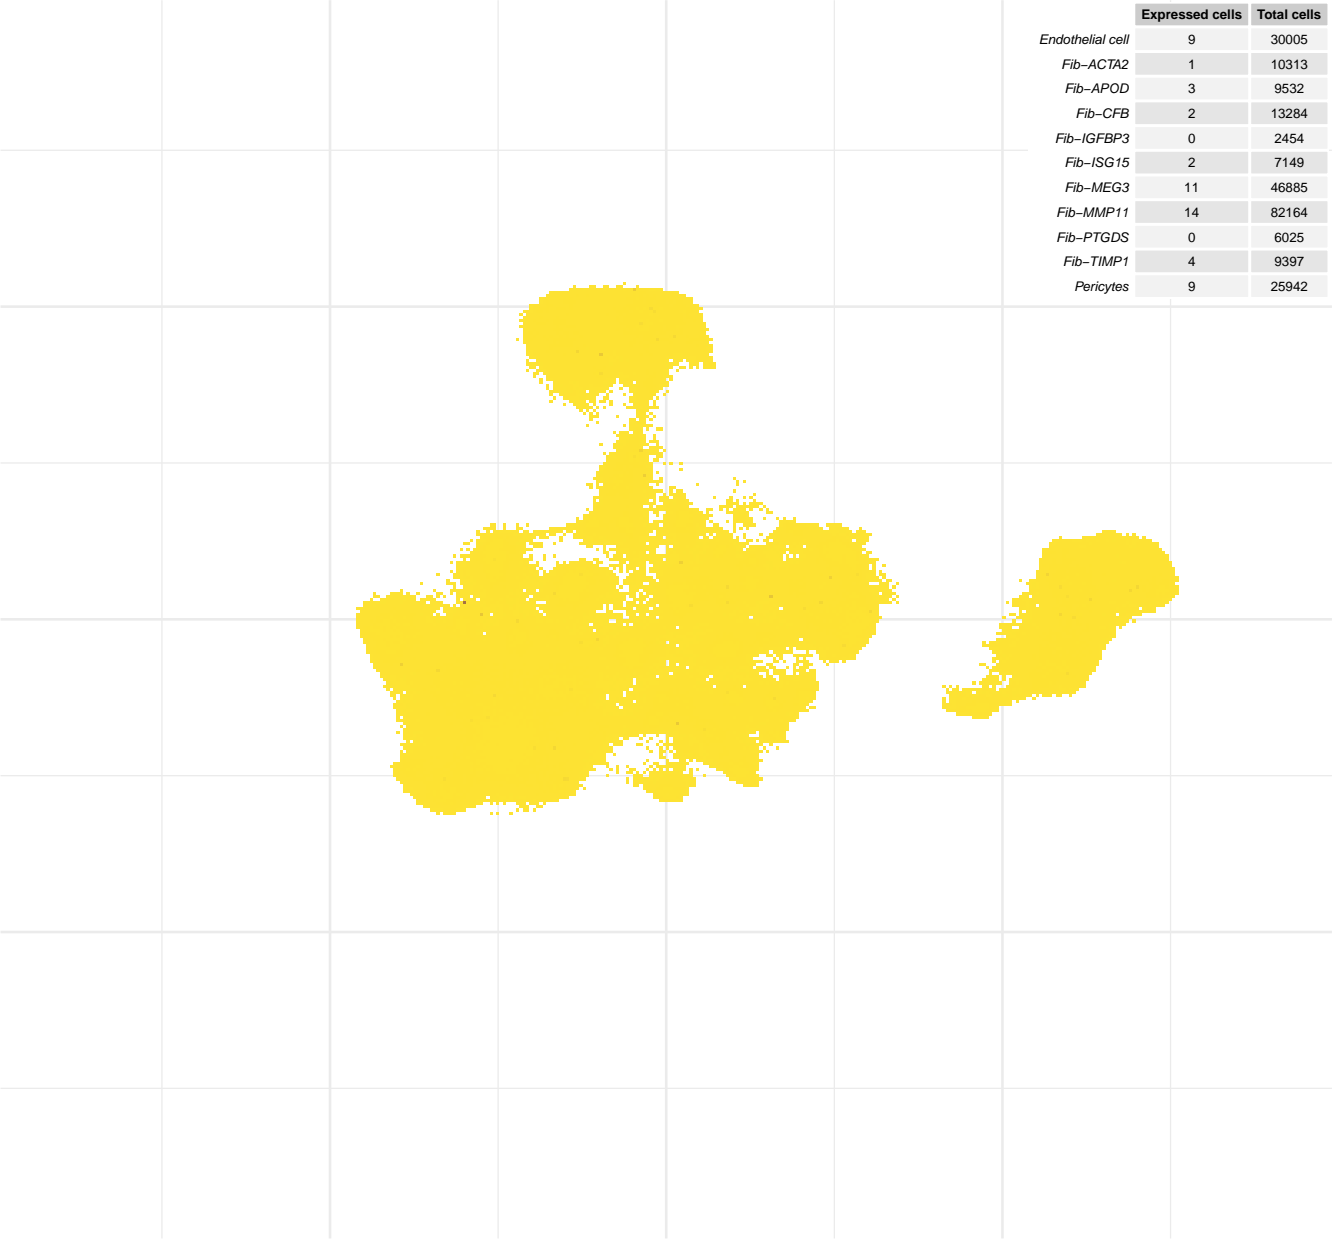 Expressed cells Total cells
Endothelial cell 9 30005
Fib−ACTA2 1 10313
Fib−APOD 3 9532
Fib−CFB 2 13284
Fib−IGFBP3 0 2454
Fib−ISG15 2 7149
Fib−MEG3 11 46885
Fib−MMP11 14 82164
Fib−PTGDS 0 6025
Fib−TIMP1 4 9397
Pericytes 9 25942